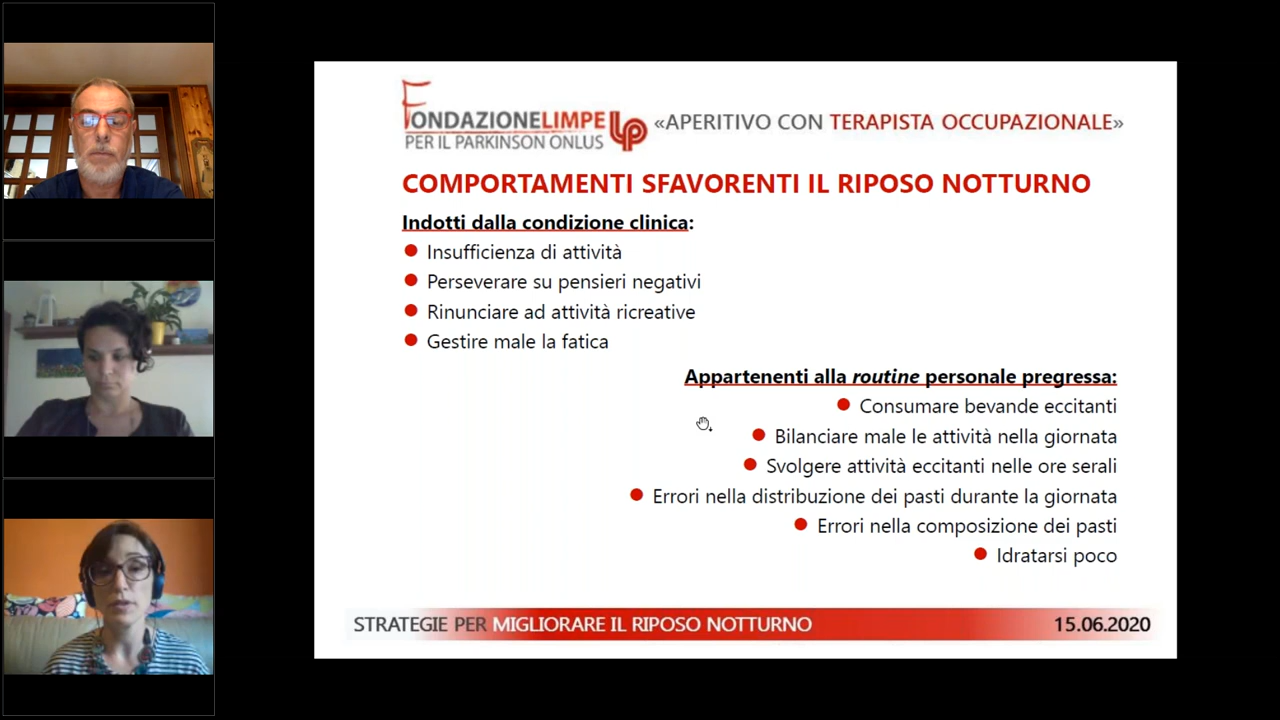 FONDAZIONELIMPE LP «APERITIVO CON TERAPISTA OCCUPAZIONALE»
PER IL PARKINSON ONLUS
COMPORTAMENTI SFAVORENTI IL RIPOSO NOTTURNO
Indotti dalla condizione clinica:
Insufficienza di attività
Perseverare su pensieri negativi
Rinunciare ad attività ricreative
Gestire male la fatica
Appartenenti alla routine personale pregressa:
Consumare bevande eccitanti
Bilanciare male le attività nella giornata
Svolgere attività eccitanti nelle ore serali
Errori nella distribuzione dei pasti durante la giornata
Errori nella composizione dei pasti
Idratarsi poco
STRATEGIE PER MIGLIORARE IL RIPOSO NOTTURNO 15.06.2020